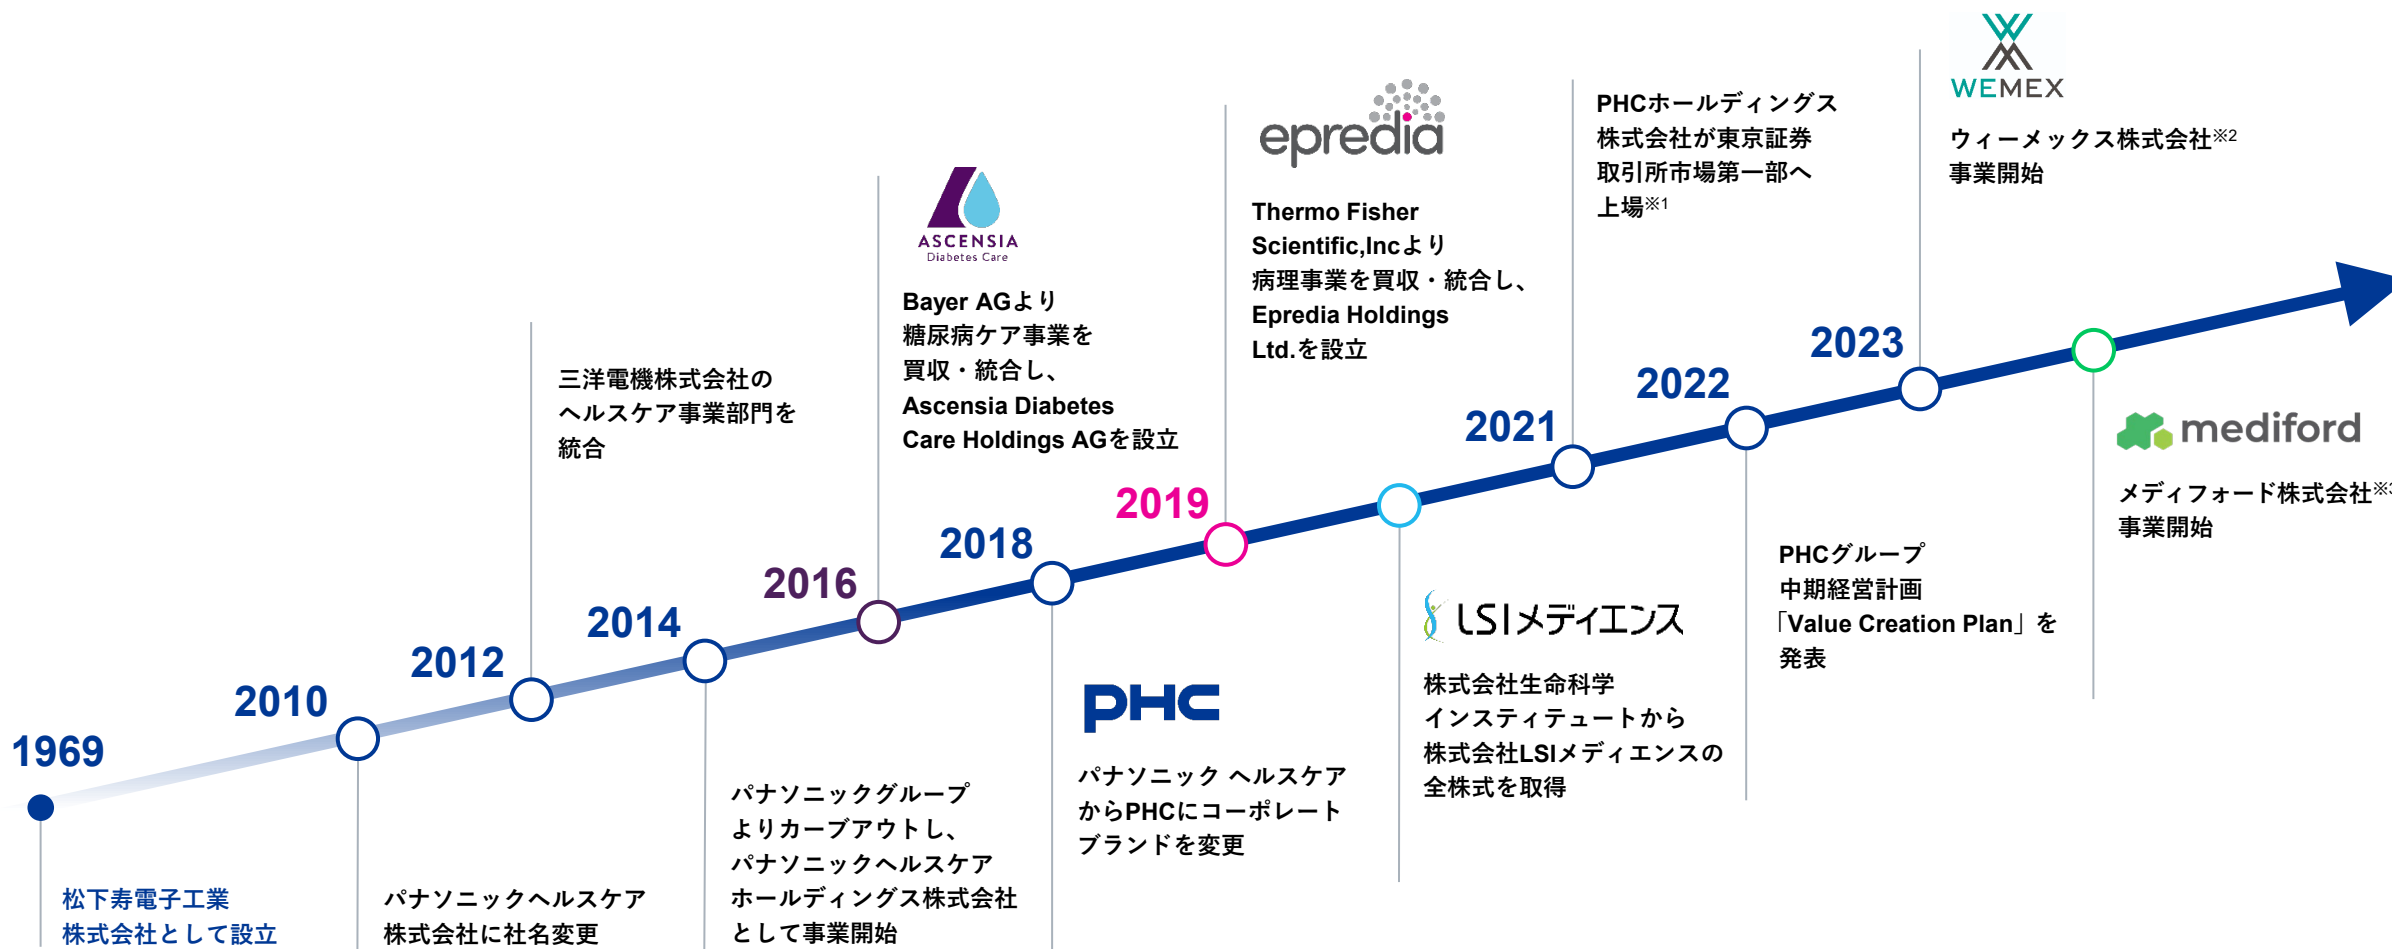 1969
松下寿電子工業
株式会社として設立
2010
パナソニックヘルスケア
株式会社に社名変更
2012
三洋電機株式会社の
ヘルスケア事業部門を
統合
2014
パナソニックグループ
よりカーブアウトし、
パナソニックヘルスケア
ホールディングス株式会社
として事業開始
2016
ASCENSIA
Diabetes Care
Bayer AGより
糖尿病ケア事業を
買収・統合し、
Ascensia Diabetes
Care Holdings AGを設立
2018
PHC
パナソニック ヘルスケア
からPHCにコーポレート
ブランドを変更
2019
epredia
Thermo Fisher
Scientific,Incより
病理事業を買収・統合し、
Epredia Holdings
Ltd.を設立
LSIメディエンス
株式会社生命科学
インスティテュートから
株式会社LSIメディエンスの
全株式を取得
2021
PHCホールディングス
株式会社が東京証券
取引所市場第一部へ
上場※1
2022
PHCグループ
中期経営計画
「Value Creation Plan」を
発表
2023
WEMEX
ウィーメックス株式会社※2
事業開始
mediford
メディフォード株式会社※3
事業開始